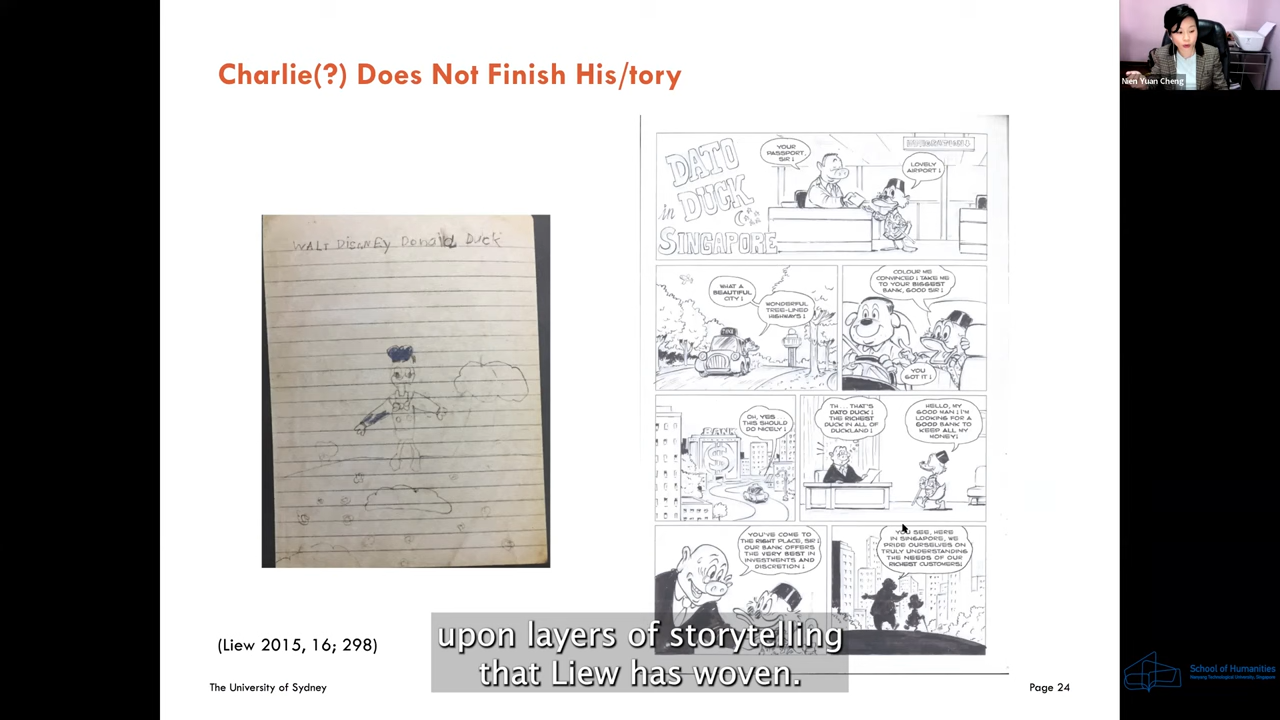 Charlie(?) Does Not Finish His/tory
Nien Yuan Cheng
WALT DISNEY Donald Duck
DATO
DUCK
in
SINGAPORE
YOUR
PASSPORT,
SIR!
LOVELY
AIRPORT!
WHAT A
BEAUTIFUL
CITY!
WONDERFUL
TREE-LINED
HIGHWAYS!
TAXI
COLOUR ME
CONVINCED! TAKE ME
TO YOUR BIGGEST
BANK, GOOD SIR!
YOU
GOT IT!
OH, YES
THIS SHOULD
DO NICELY!
BANK
$
TH... THAT'S
DATO DUCK!
THE RICHEST
DUCK IN ALL OF
DUCKLAND!
HELLO, MY
GOOD MAN! I'M
LOOKING FOR A
GOOD BANK TO
KEEP ALL MY
MONEY!
YOU'VE COME TO
THE RIGHT PLACE, SIR!
OUR BANK OFFERS
THE VERY BEST IN
INVESTMENTS AND
DISCRETION!
YOU SEE, HERE
IN SINGAPORE, WE
PRIDE OURSELVES ON
TRULY UNDERSTANDING
THE NEEDS OF OUR
RICHEST CUSTOMERS!
(Liew 2015, 16; 298)
upon layers of storytelling
that Liew has woven.
The University of Sydney
Page 24
School of Humanities
Nanyang Technological University, Singapore